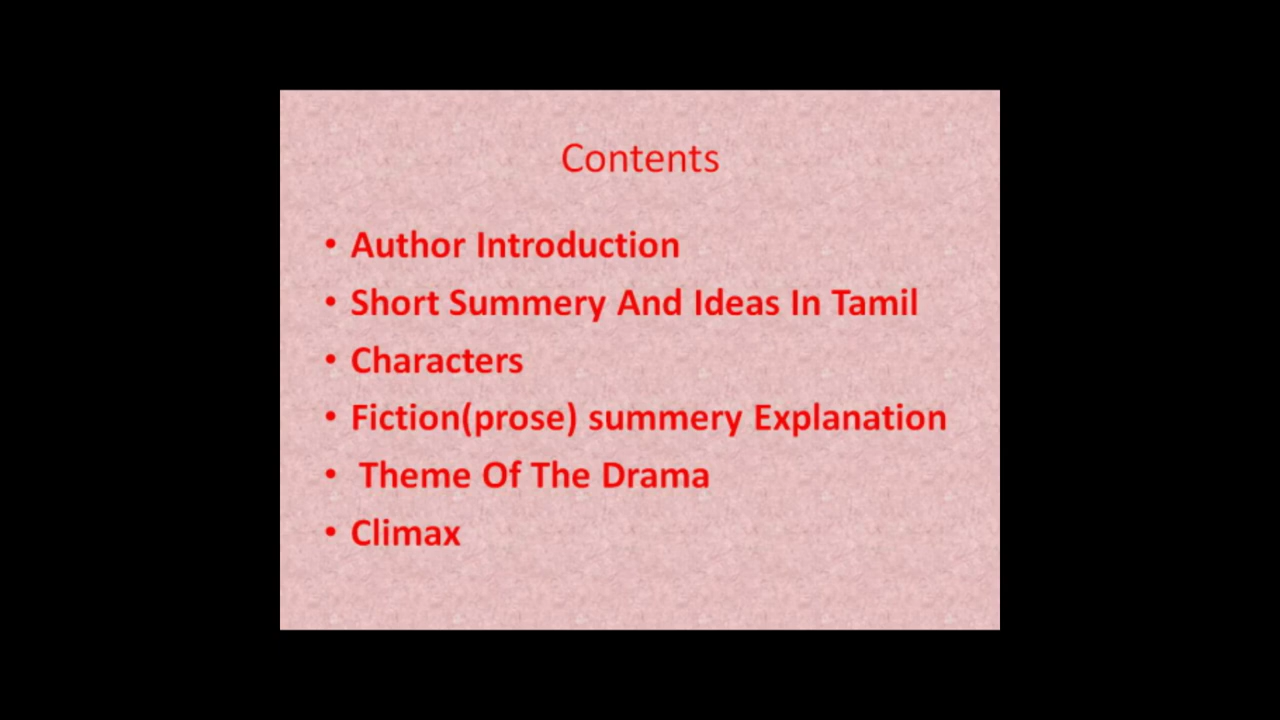 Contents
• Author Introduction
• Short Summery And Ideas In Tamil
• Characters
• Fiction(prose) summery Explanation
• Theme Of The Drama
• Climax